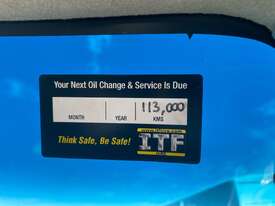 Your Next Oil Change & Service Is Due
113,000
MONTH YEAR KMS
Think Safe, Be Safe!
ITF